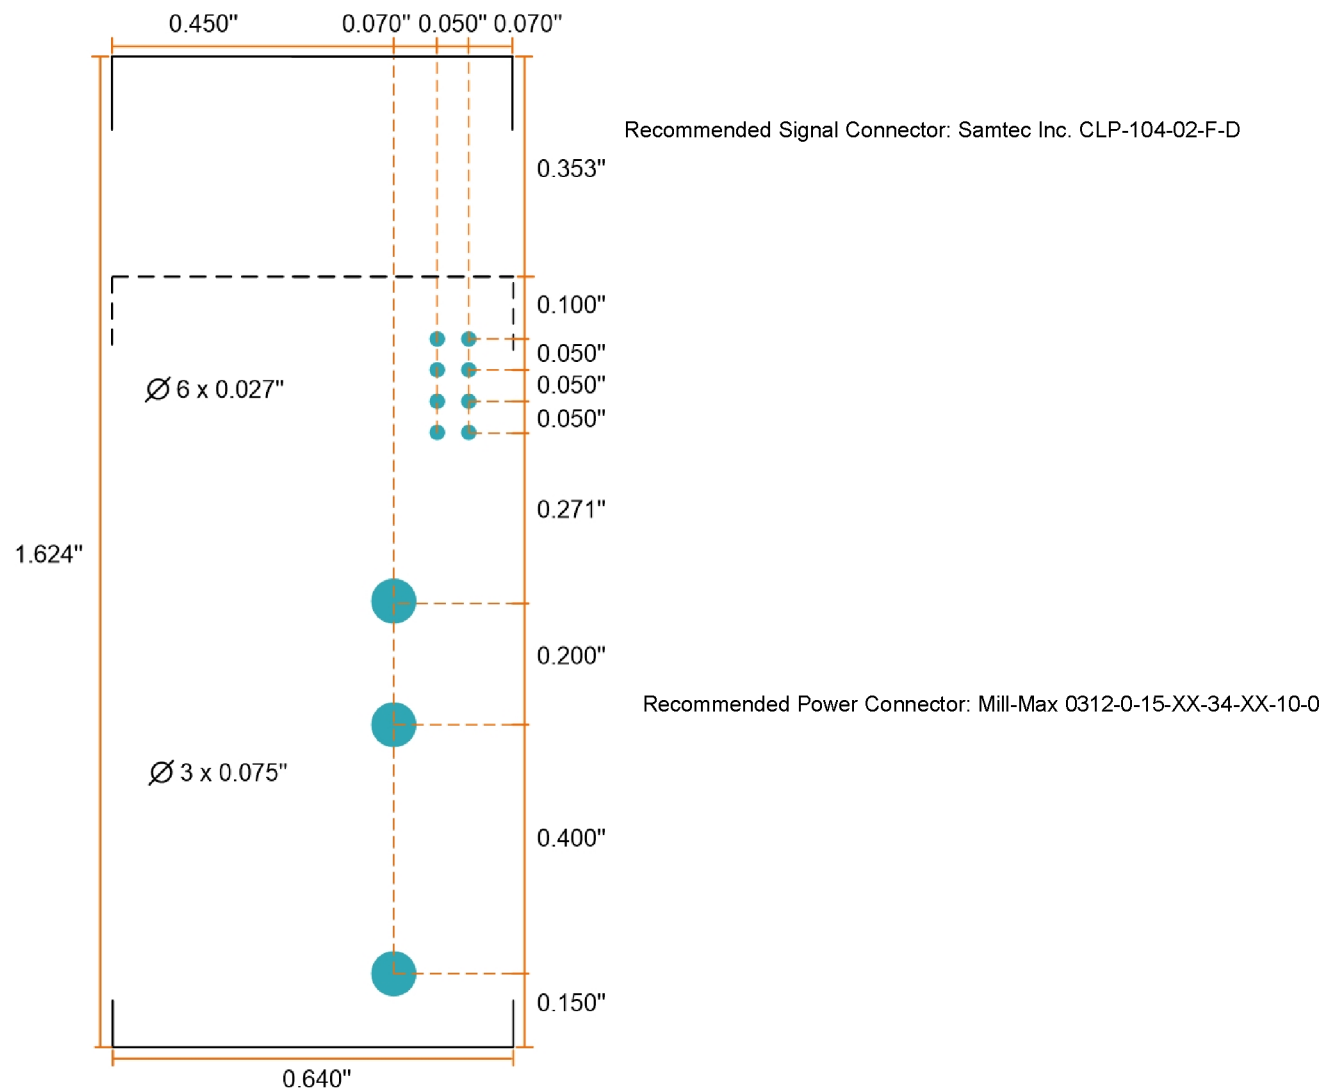 0.450" 0.070" 0.050" 0.070"
Recommended Signal Connector: Samtec Inc. CLP-104-02-F-D
0.353"
0.100"
0.050"
Ø 6 x 0.027"
0.050"
0.050"
0.271"
1.624"
0.200"
Recommended Power Connector: Mill-Max 0312-0-15-XX-34-XX-10-0
Ø 3 x 0.075"
0.400"
0.150"
0.640"